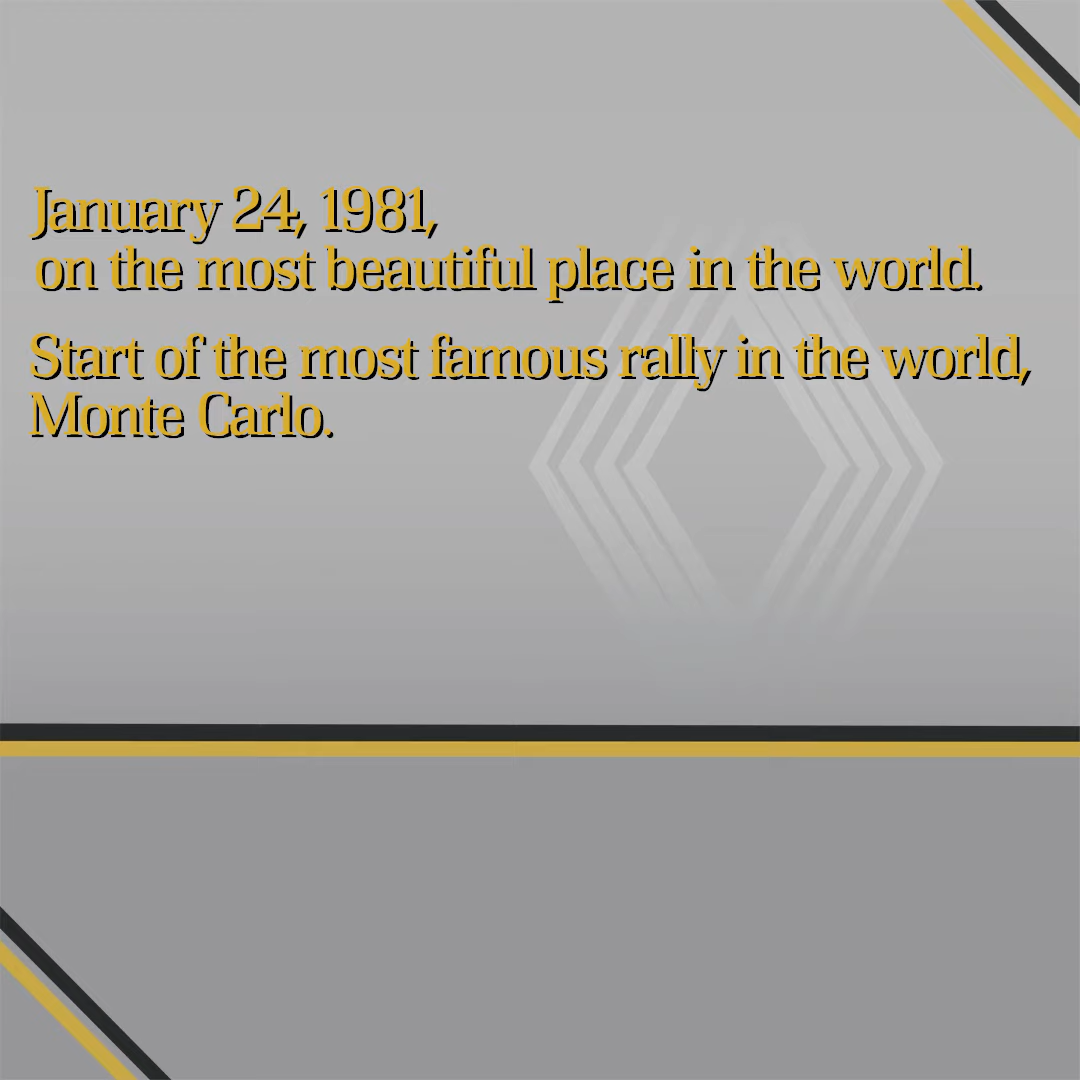 January 24, 1981,
on the most beautiful place in the world.
Start of the most famous rally in the world,
Monte Carlo.